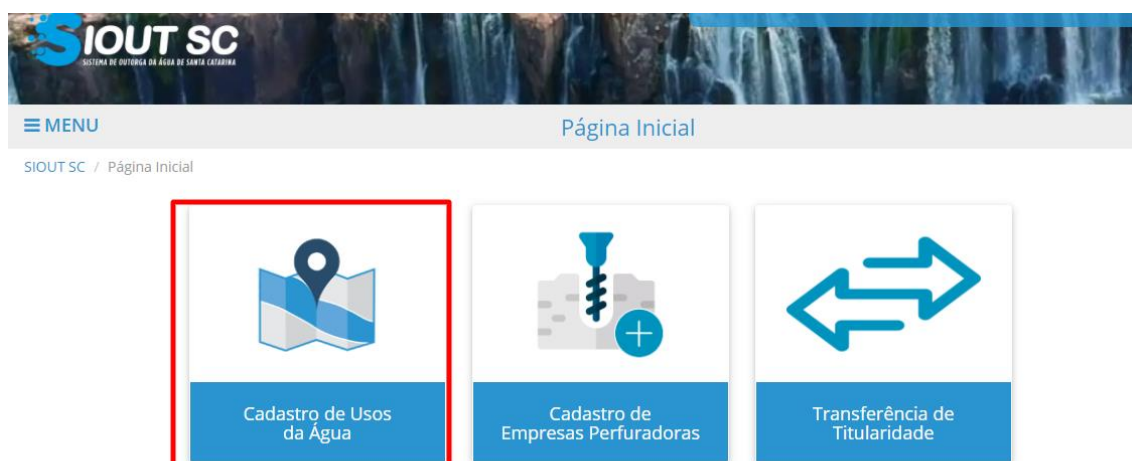 SIOUT SC
SISTEMA DE OUTORGA DA ÁGUA DE SANTA CATARINA
MENU
Página Inicial
SIOUT SC / Página Inicial
Cadastro de Usos
da Água
Cadastro de
Empresas Perfuradoras
Transferência de
Titularidade